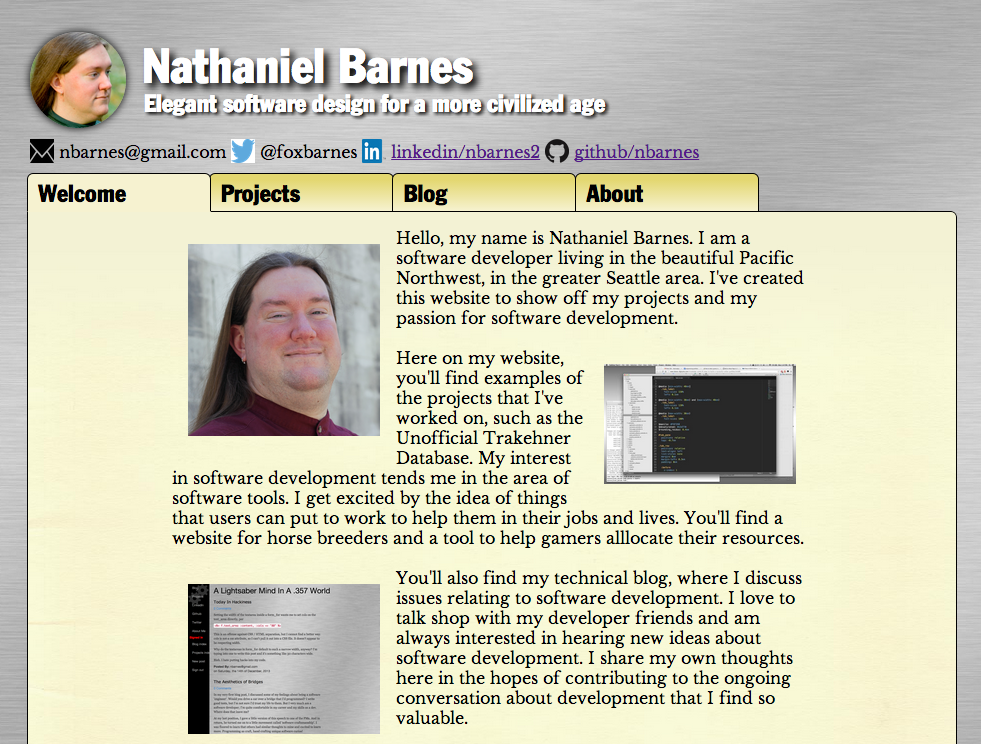 Nathaniel Barnes
Elegant software design for a more civilized age
nbarnes@gmail.com @foxbarnes linkedin/nbarnes2 github/nbarnes
Welcome Projects Blog About
Hello, my name is Nathaniel Barnes. I am a
software developer living in the beautiful Pacific
Northwest, in the greater Seattle area. I've created
this website to show off my projects and my
passion for software development.
Here on my website,
you'll find examples of
the projects that I've
worked on, such as the
Unofficial Trakehner
Database. My interest
in software development tends me in the area of
software tools. I get excited by the idea of things
that users can put to work to help them in their jobs and lives. You'll find a
website for horse breeders and a tool to help gamers alllocate their resources.
You'll also find my technical blog, where I discuss
issues relating to software development. I love to
talk shop with my developer friends and am
always interested in hearing new ideas about
software development. I share my own thoughts
here in the hopes of contributing to the ongoing
conversation about development that I find so
valuable.
A Lightsaber Mind In A .357 World
Today In Hackiness
The Aesthetics of Bridges